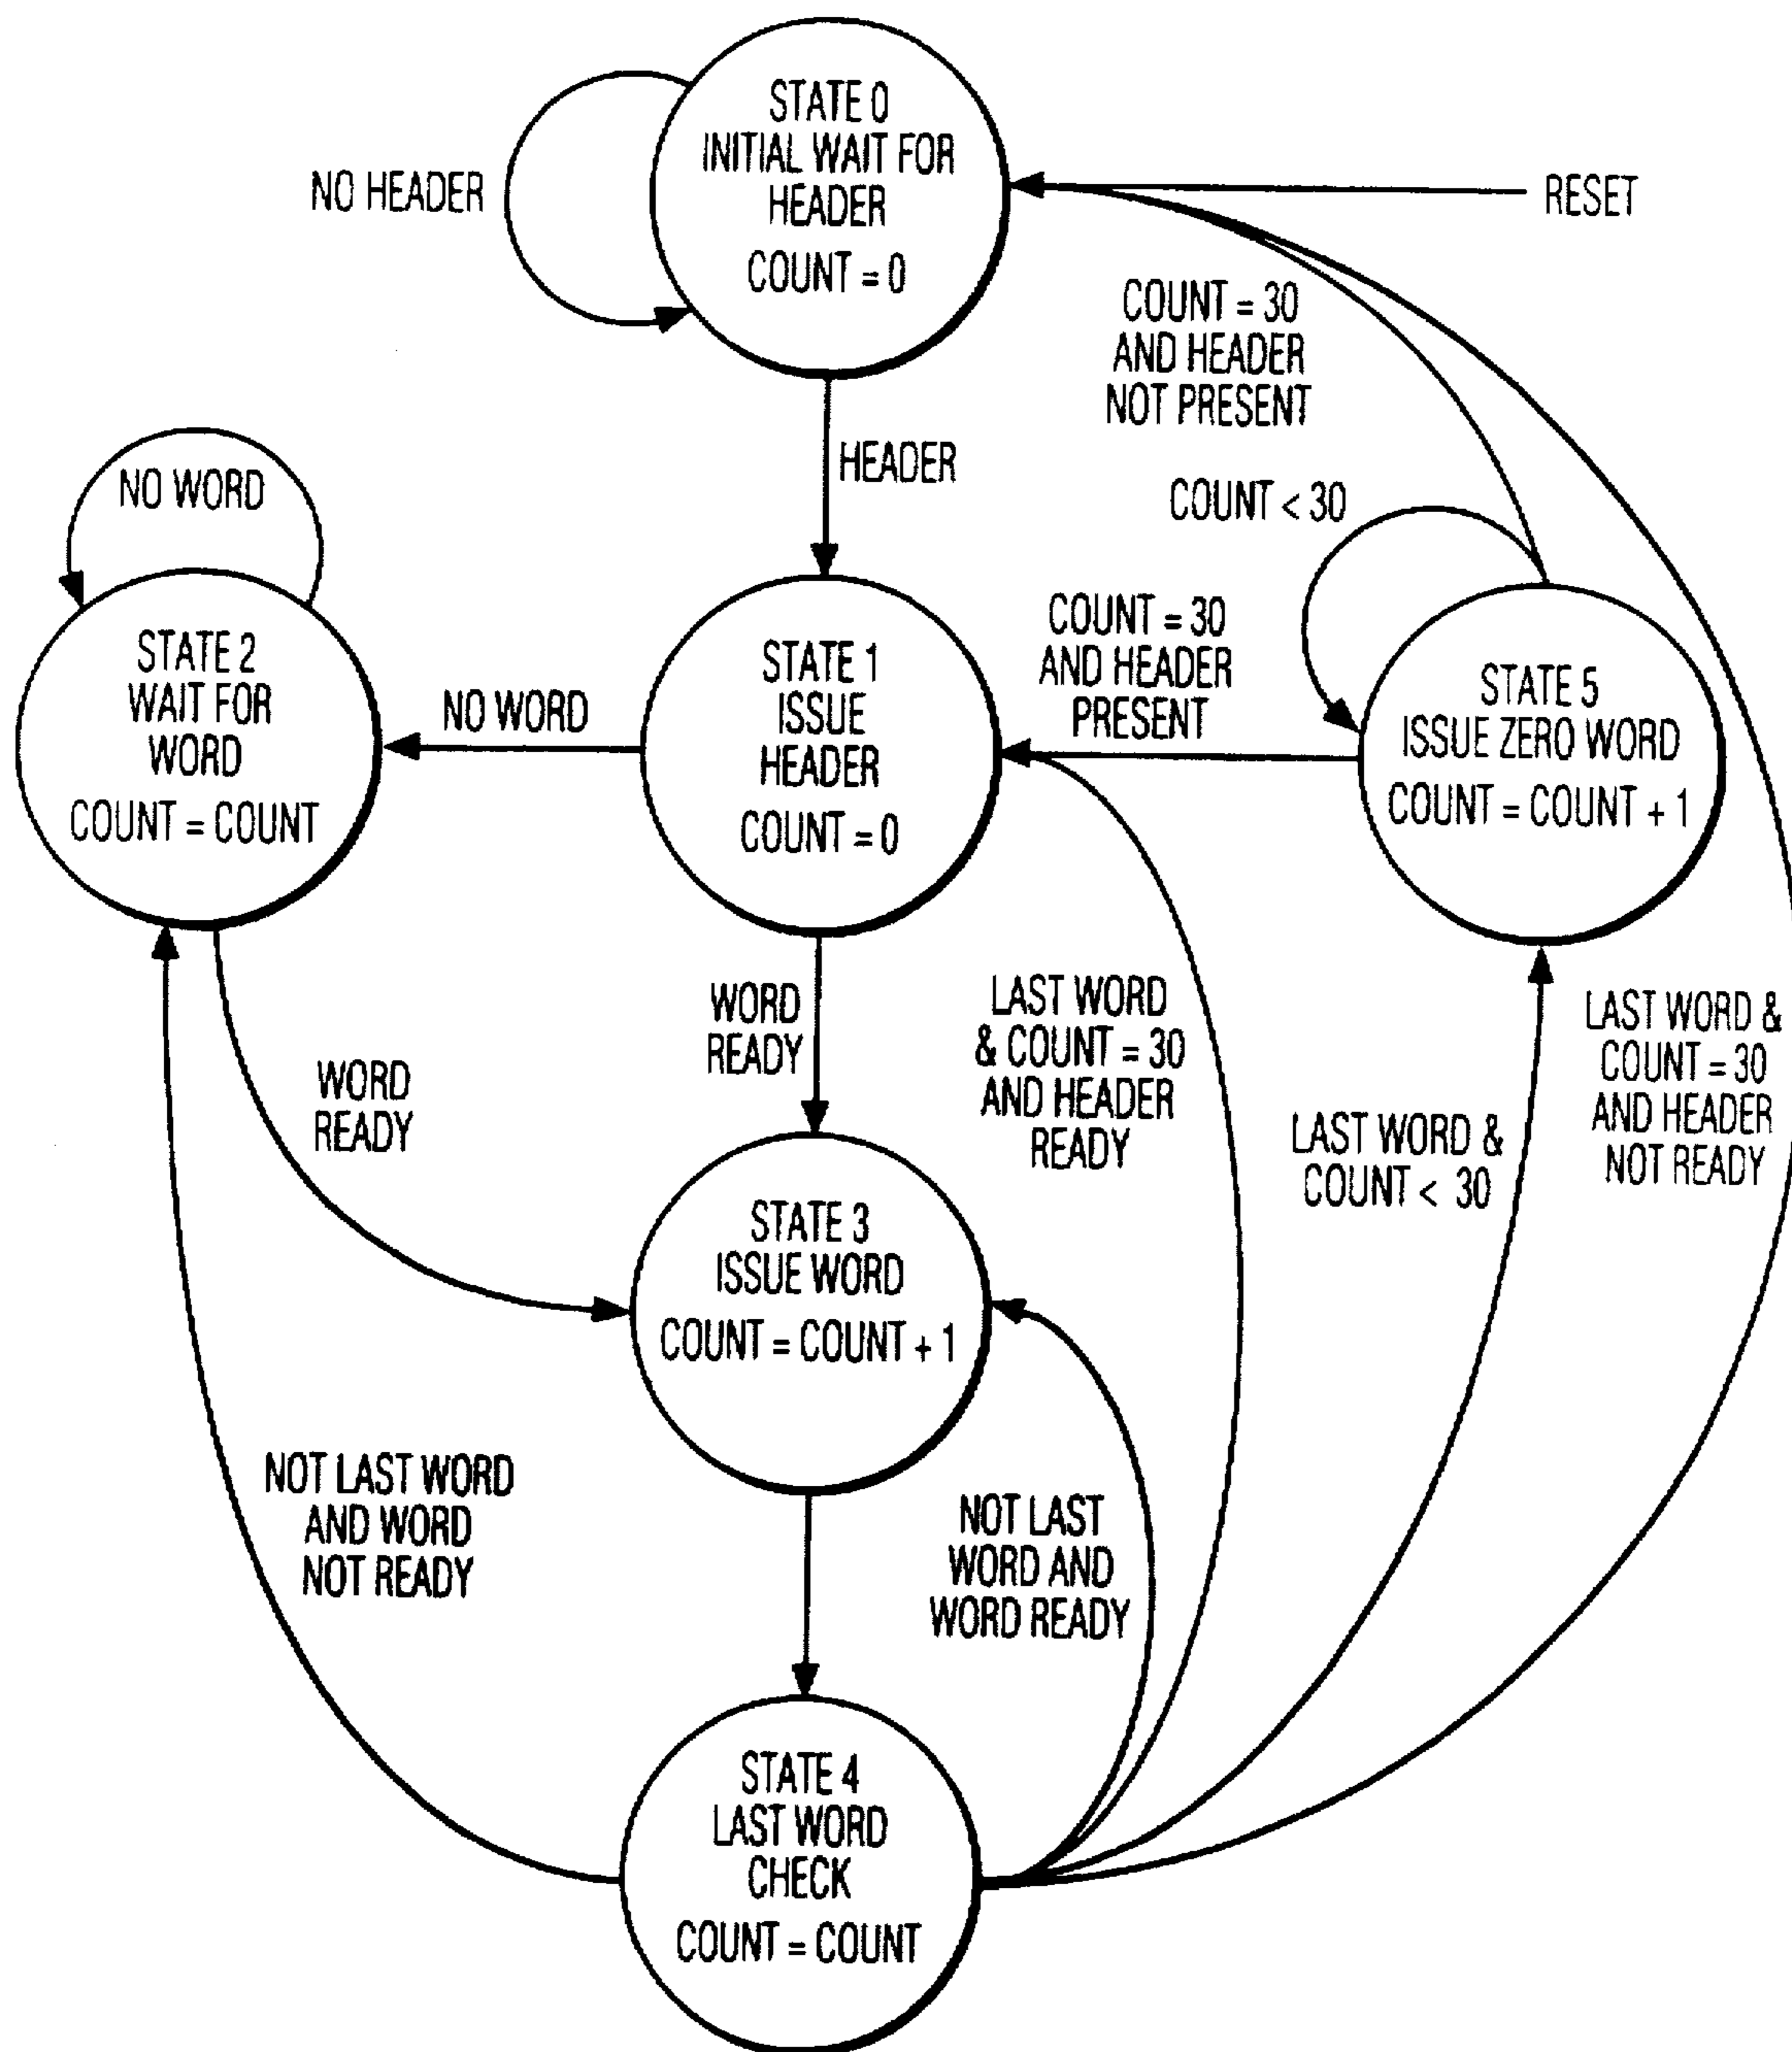 STATE 0
INITIAL WAIT FOR
HEADER
COUNT = 0
NO HEADER
RESET
COUNT = 30
AND HEADER
NOT PRESENT
HEADER
COUNT < 30
NO WORD
STATE 2
WAIT FOR
WORD
COUNT = COUNT
NO WORD
STATE 1
ISSUE
HEADER
COUNT = 0
COUNT = 30
AND HEADER
PRESENT
STATE 5
ISSUE ZERO WORD
COUNT = COUNT + 1
WORD
READY
WORD
READY
LAST WORD
& COUNT = 30
AND HEADER
READY
LAST WORD &
COUNT < 30
LAST WORD &
COUNT = 30
AND HEADER
NOT READY
STATE 3
ISSUE WORD
COUNT = COUNT + 1
NOT LAST WORD
AND WORD
NOT READY
NOT LAST
WORD AND
WORD READY
STATE 4
LAST WORD
CHECK
COUNT = COUNT